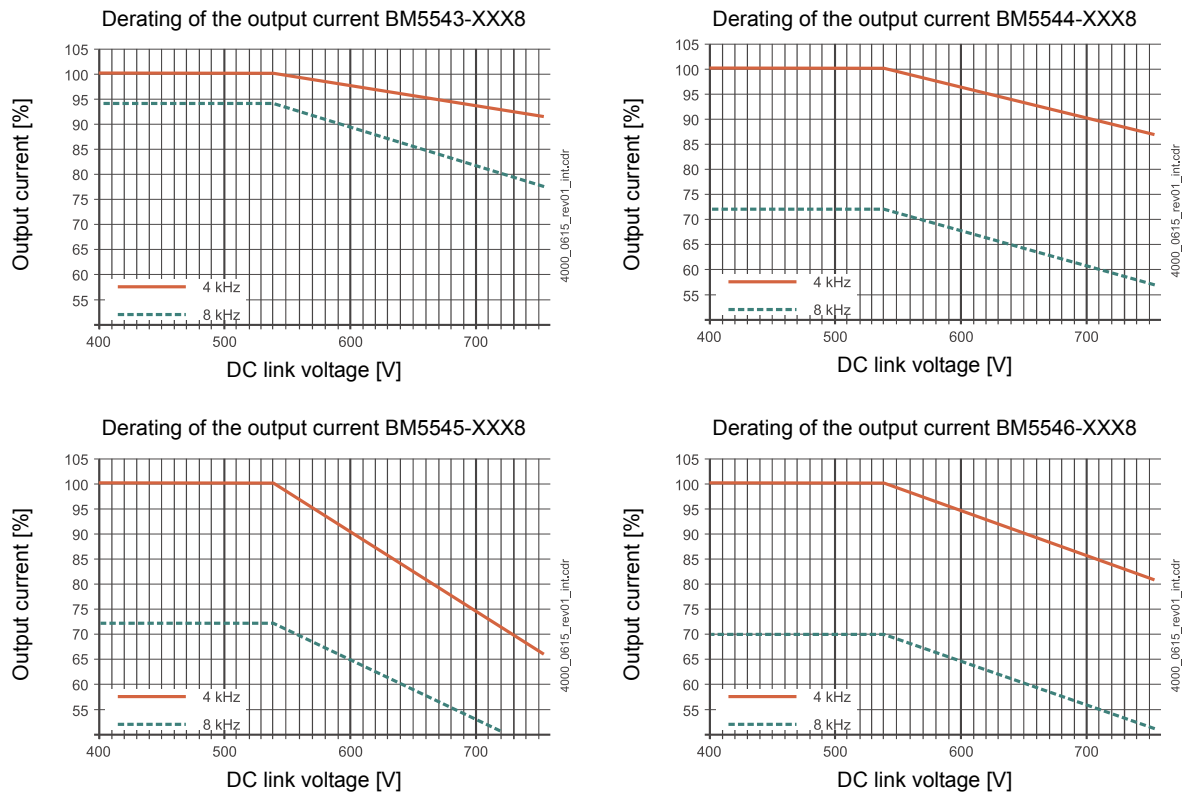 Derating of the output current BM5543-XXX8
105
100
95
90
85
80
75
70
65
60
55
Output current [%]
4 kHz
8 kHz
400
500
600
700
DC link voltage [V]
4000_0615_rev01_int.cdr
Derating of the output current BM5544-XXX8
105
100
95
90
85
80
75
70
65
60
55
Output current [%]
4 kHz
8 kHz
400
500
600
700
DC link voltage [V]
4000_0615_rev01_int.cdr
Derating of the output current BM5545-XXX8
105
100
95
90
85
80
75
70
65
60
55
Output current [%]
4 kHz
8 kHz
400
500
600
700
DC link voltage [V]
4000_0615_rev01_int.cdr
Derating of the output current BM5546-XXX8
105
100
95
90
85
80
75
70
65
60
55
Output current [%]
4 kHz
8 kHz
400
500
600
700
DC link voltage [V]
4000_0615_rev01_int.cdr